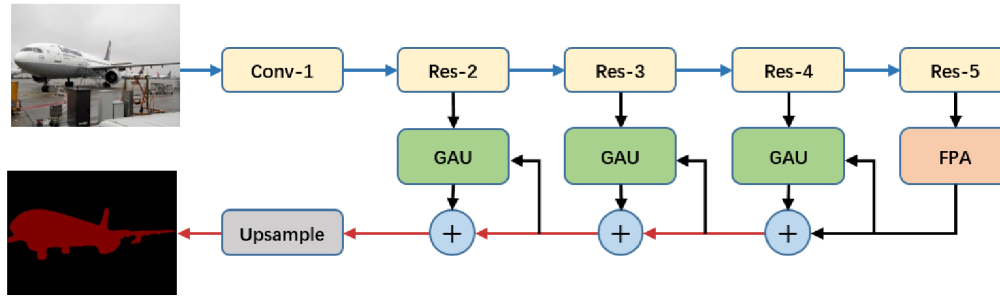 Conv-1 Res-2 Res-3 Res-4 Res-5
GAU GAU GAU FPA
Upsample + + +